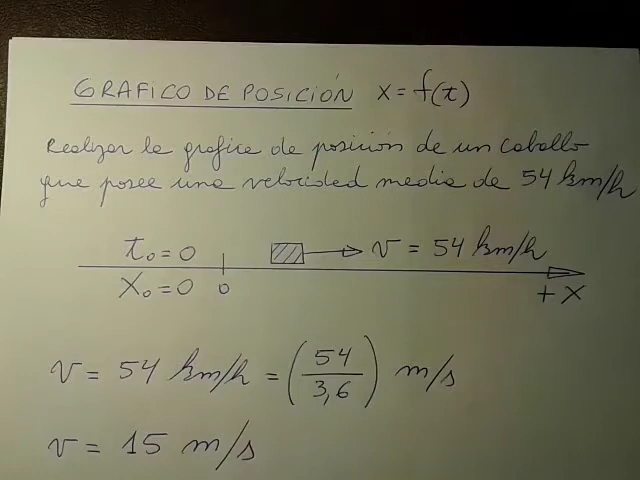 GRAFICO DE POSICIÓN x = f(t)
Realizar la grafica de posición de un caballo
que posee una velocidad media de 54 km/h
t₀ = 0 v = 54 km/h
X₀ = 0 0 + X
v = 54 km/h = (54/3,6) m/s
v = 15 m/s